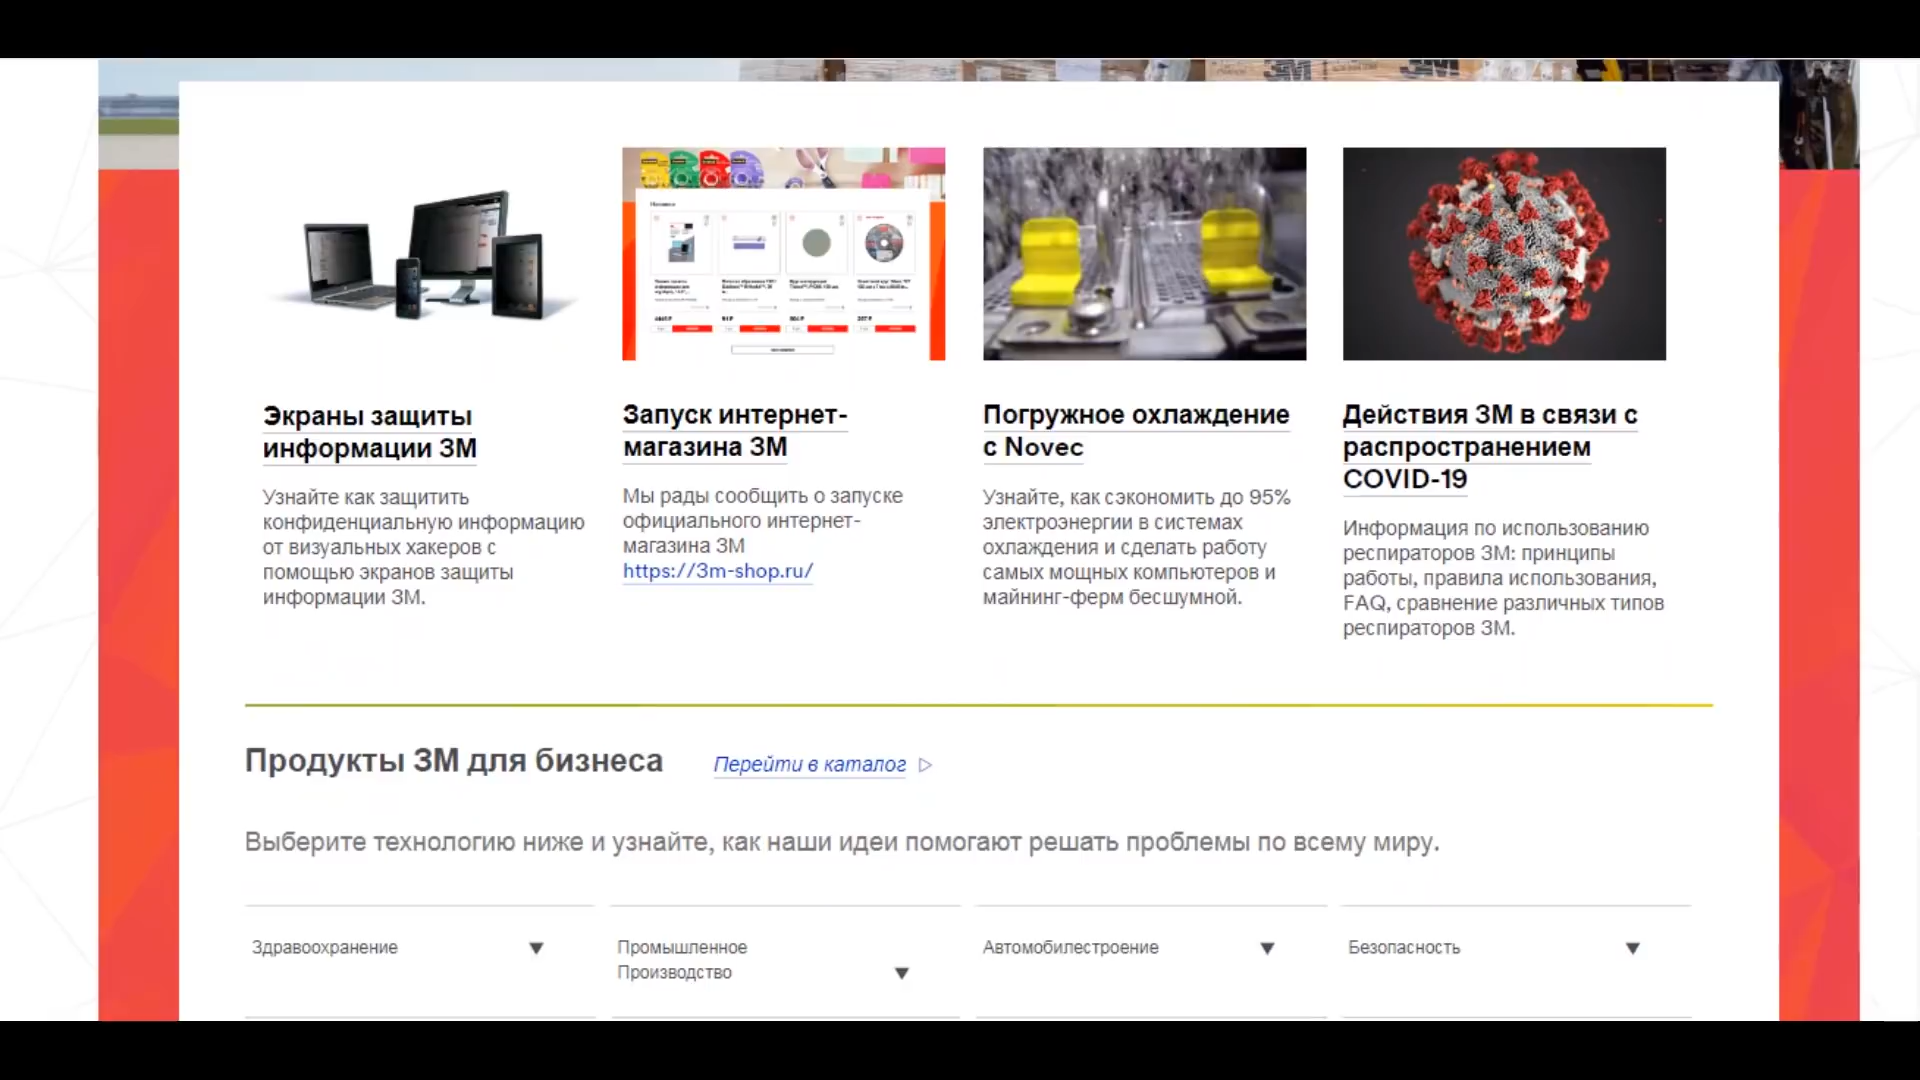 Экраны защиты
информации 3М
Узнайте как защитить
конфиденциальную информацию
от визуальных хакеров с
помощью экранов защиты
информации 3М.
Запуск интернет-
магазина 3М
Мы рады сообщить о запуске
официального интернет-
магазина 3М
https://3m-shop.ru/
Погружное охлаждение
с Novec
Узнайте, как сэкономить до 95%
электроэнергии в системах
охлаждения и сделать работу
самых мощных компьютеров и
майнинг-ферм бесшумной.
Действия 3М в связи с
распространением
COVID-19
Информация по использованию
респираторов 3М: принципы
работы, правила использования,
FAQ, сравнение различных типов
респираторов 3М.
Продукты 3М для бизнеса
Перейти в каталог
Выберите технологию ниже и узнайте, как наши идеи помогают решать проблемы по всему миру.
Здравоохранение
Промышленное
Производство
Автомобилестроение
Безопасность